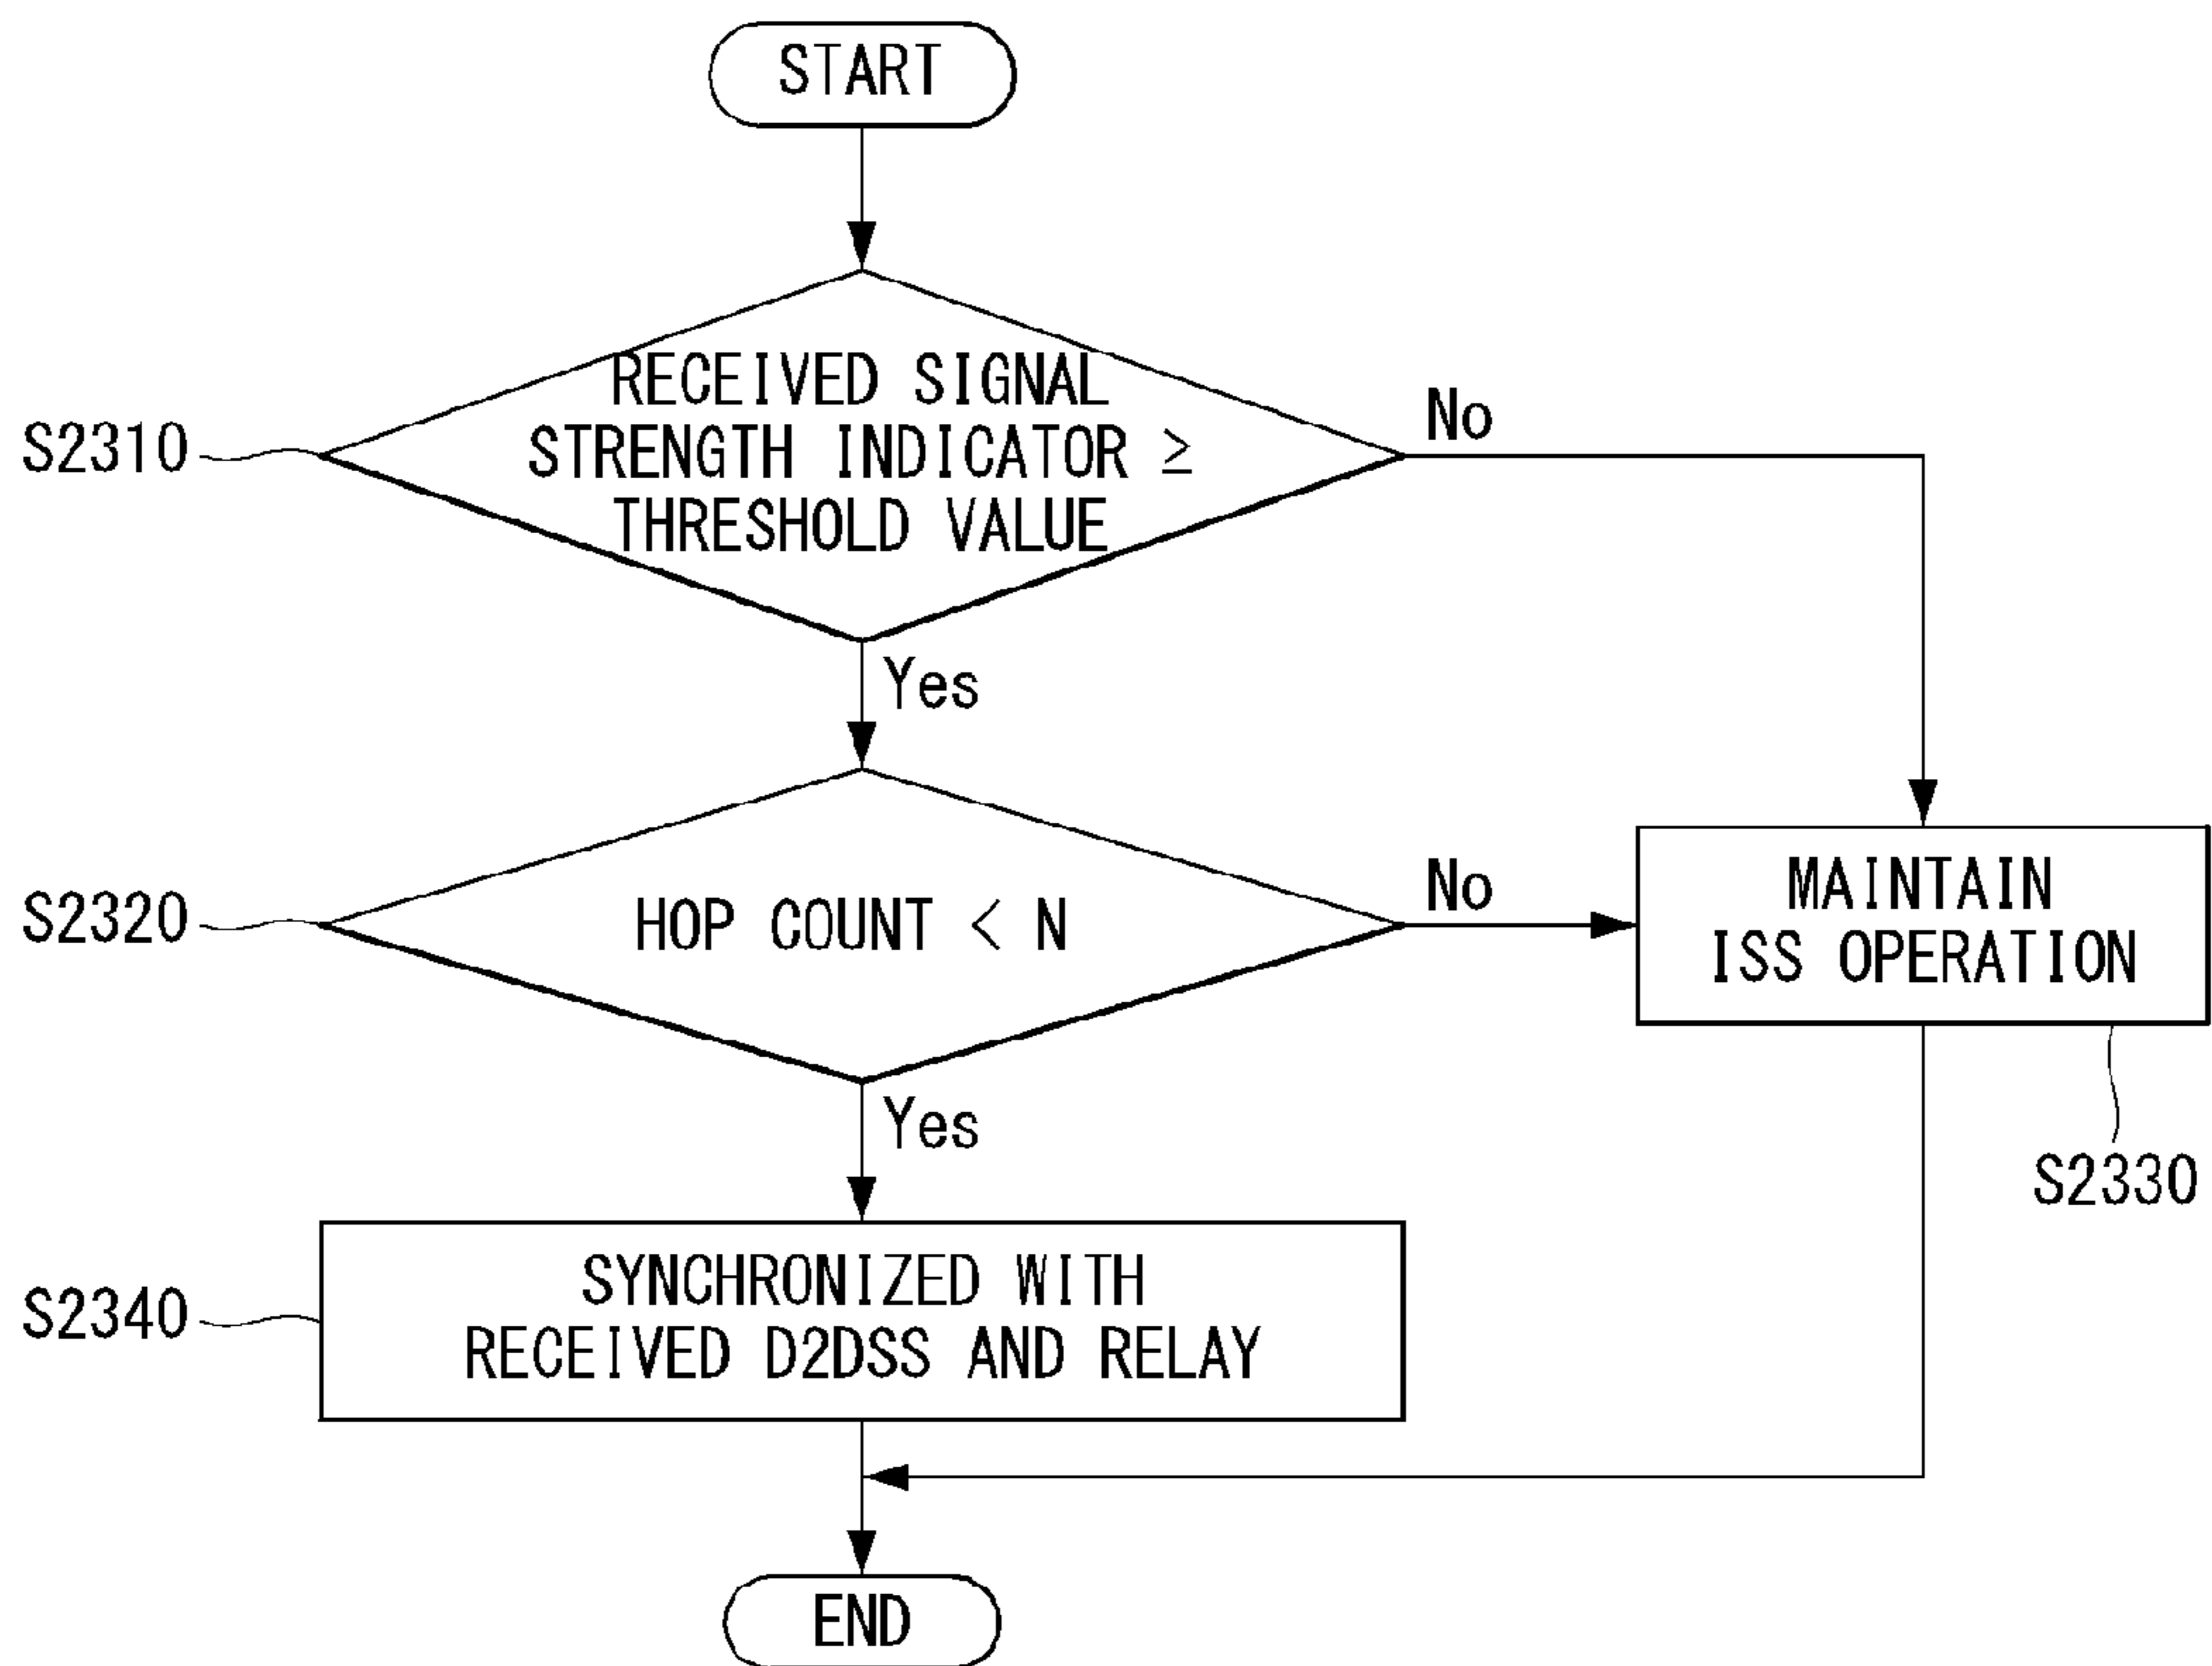 START
RECEIVED SIGNAL
STRENGTH INDICATOR ≥
THRESHOLD VALUE
S2310
No
Yes
HOP COUNT < N
S2320
No
MAINTAIN
ISS OPERATION
S2330
Yes
SYNCHRONIZED WITH
RECEIVED D2DSS AND RELAY
S2340
END